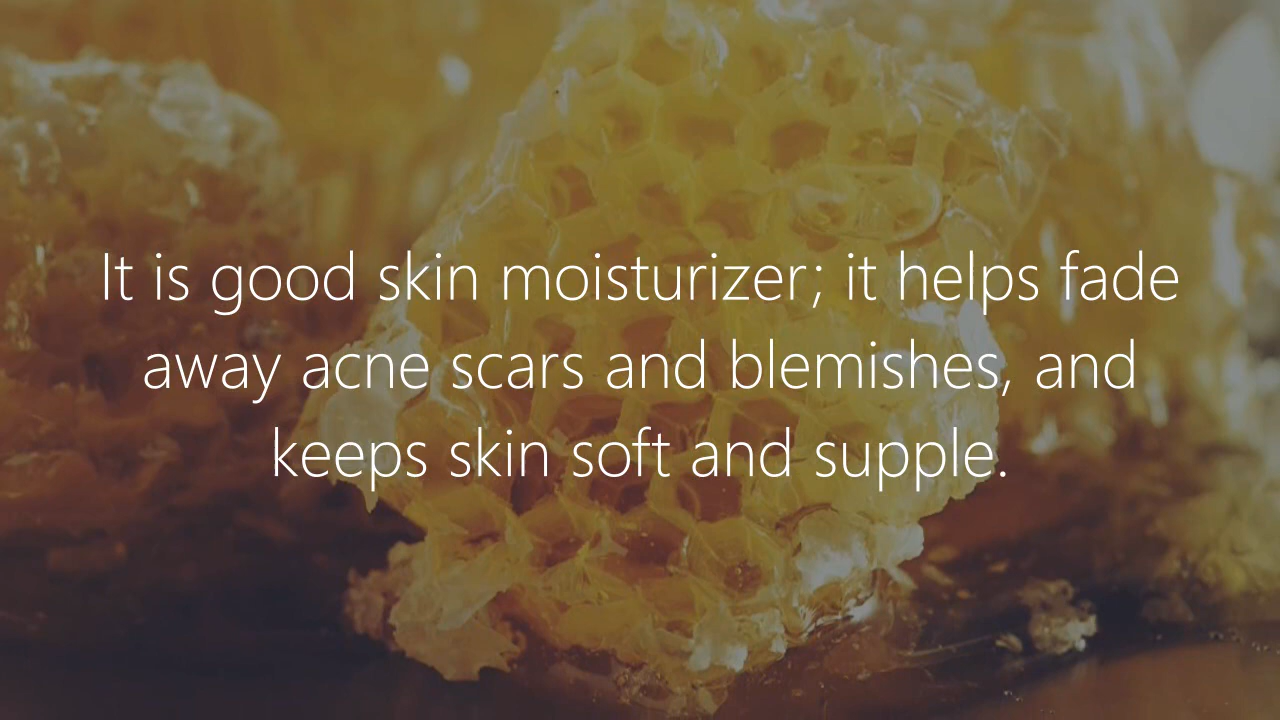 It is good skin moisturizer; it helps fade
away acne scars and blemishes, and
keeps skin soft and supple.